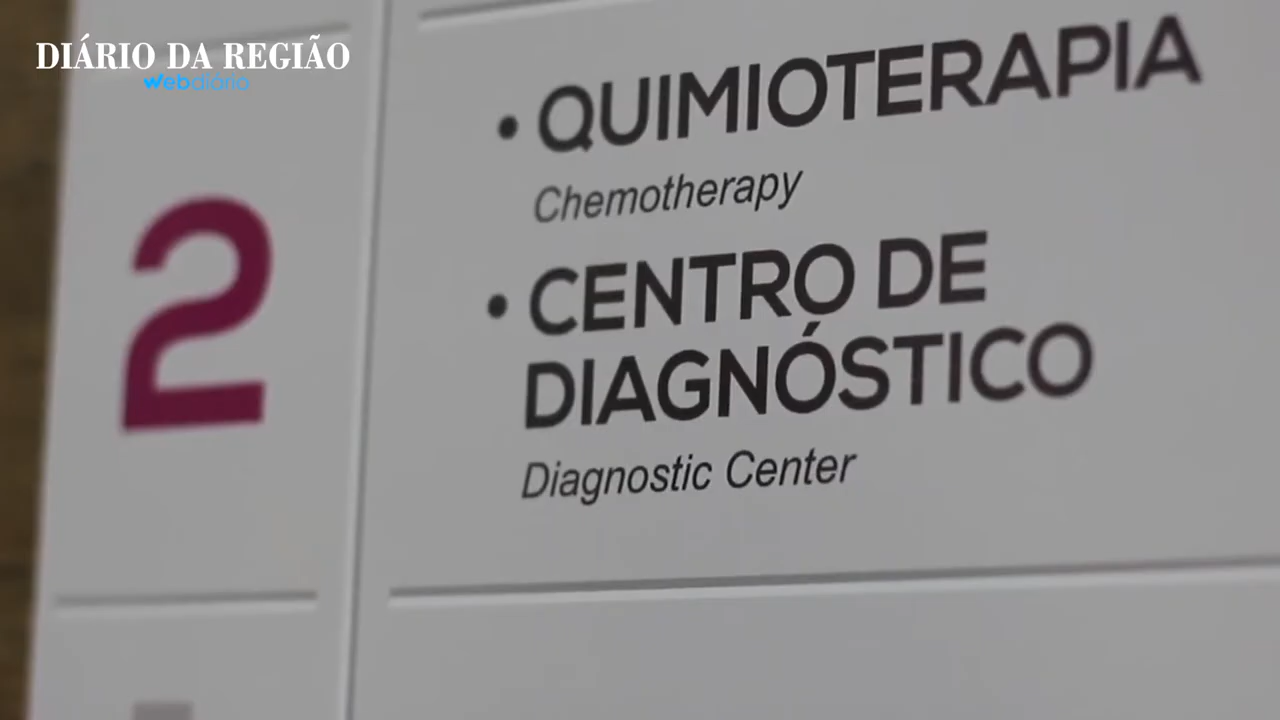 DIÁRIO DA REGIÃO
webdiário
2
• QUIMIOTERAPIA
Chemotherapy
• CENTRO DE
DIAGNÓSTICO
Diagnostic Center